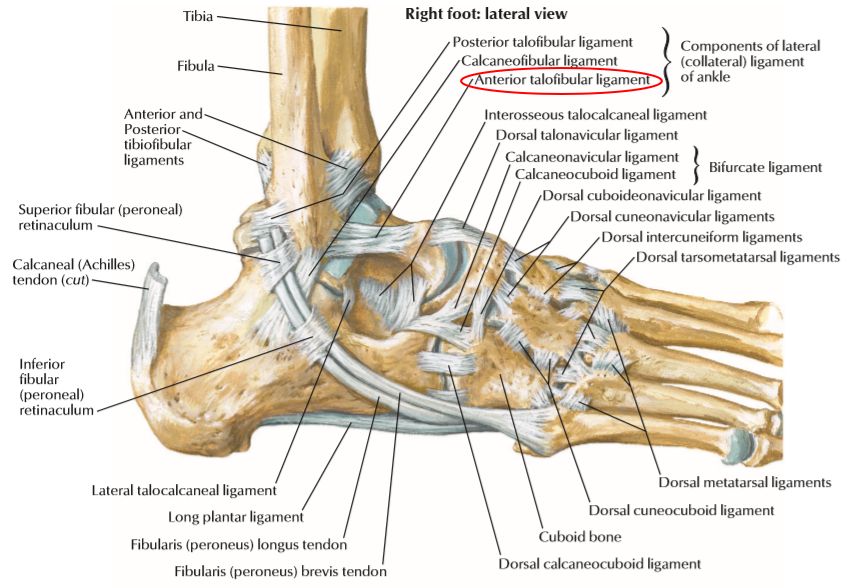 Right foot: lateral view
Tibia
Fibula
Anterior and
Posterior
tibiofibular
ligaments
Superior fibular (peroneal)
retinaculum
Calcaneal (Achilles)
tendon (cut)
Inferior
fibular
(peroneal)
retinaculum
Posterior talofibular ligament
Calcaneofibular ligament
Anterior talofibular ligament
Components of lateral
(collateral) ligament
of ankle
Interosseous talocalcaneal ligament
Dorsal talonavicular ligament
Calcaneonavicular ligament
Calcaneocuboid ligament
Bifurcate ligament
Dorsal cuboideonavicular ligament
Dorsal cuneonavicular ligaments
Dorsal intercuneiform ligaments
Dorsal tarsometatarsal ligaments
Lateral talocalcaneal ligament
Long plantar ligament
Fibularis (peroneus) longus tendon
Fibularis (peroneus) brevis tendon
Dorsal metatarsal ligaments
Dorsal cuneocuboid ligament
Cuboid bone
Dorsal calcaneocuboid ligament